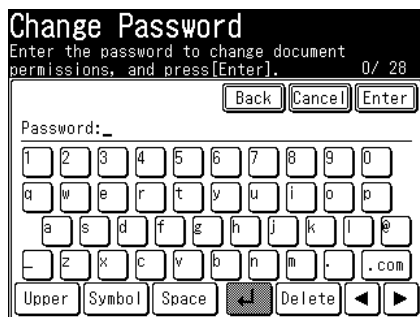 Change Password
Enter the password to change document
permissions, and press[Enter]. 0/ 28
Back Cancel Enter
Password:_
1 2 3 4 5 6 7 8 9 0
q w e r t y u i o p
a s d f g h j k l @
_ z x c v b n m . .com
Upper Symbol Space ↵ Delete ◀ ▶